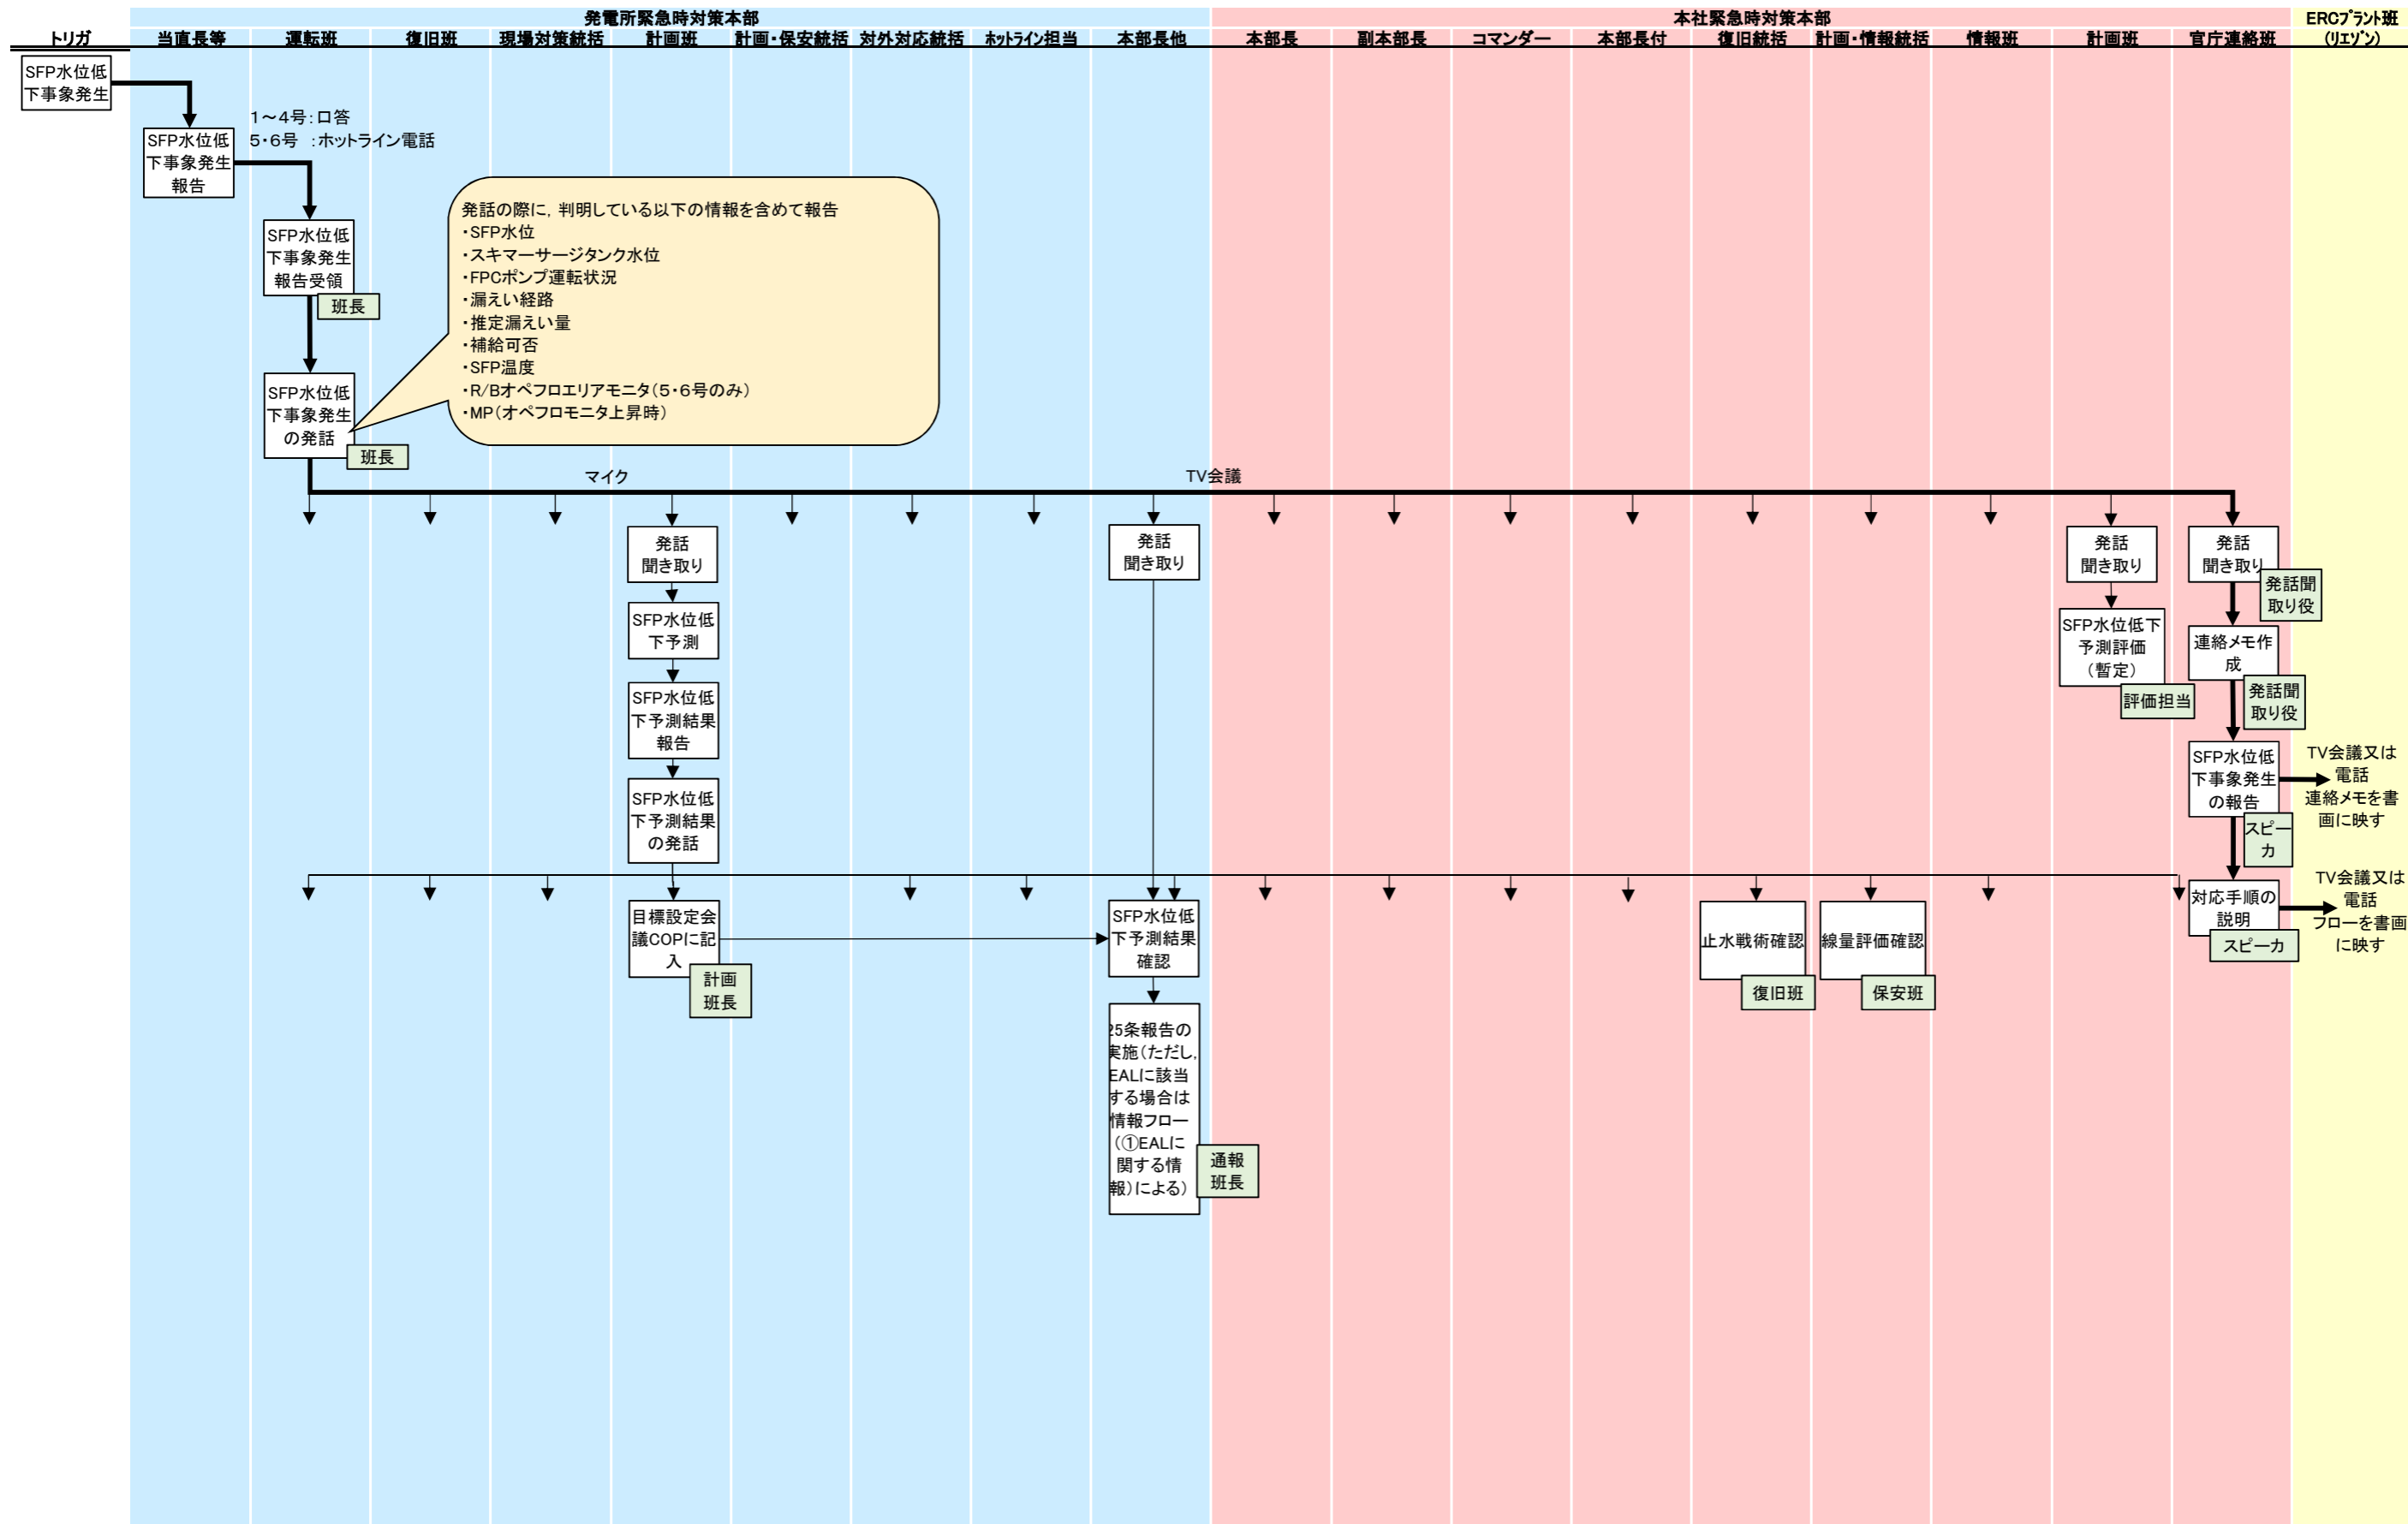 発電所緊急時対策本部
本社緊急時対策本部
ERCプラント班
(リエゾン)
トリガ
当直長等
運転班
復旧班
現場対策統括
計画班
計画・保安統括
対外対応統括
ホットライン担当
本部長他
本部長
副本部長
コマンダー
本部長付
復旧統括
計画・情報統括
情報班
計画班
官庁連絡班
SFP水位低
下事象発生
SFP水位低
下事象発生
報告
1～4号：口答
5・6号 ：ホットライン電話
SFP水位低
下事象発生
報告受領
班長
発話の際に，判明している以下の情報を含めて報告
・SFP水位
・スキマーサージタンク水位
・FPCポンプ運転状況
・漏えい経路
・推定漏えい量
・補給可否
・SFP温度
・R/Bオペフロエリアモニタ（5・6号のみ）
・MP（オペフロモニタ上昇時）
SFP水位低
下事象発生
の発話
班長
マイク
TV会議
発話
聞き取り
SFP水位低
下予測
SFP水位低
下予測結果
報告
SFP水位低
下予測結果
の発話
目標設定会
議COPに記
入
計画
班長
発話
聞き取り
SFP水位低
下予測結果
確認
25条報告の
実施（ただし，
EALに該当
する場合は
情報フロー
（①EALに
関する情
報）による）
通報
班長
止水戦術確認
復旧班
線量評価確認
保安班
発話
聞き取り
SFP水位低下
予測評価
（暫定）
評価担当
発話
聞き取り
発話聞
取り役
連絡メモ作
成
発話聞
取り役
SFP水位低
下事象発生
の報告
スピー
カ
TV会議又は
電話
連絡メモを書
画に映す
対応手順の
説明
スピーカ
TV会議又は
電話
フローを書画
に映す